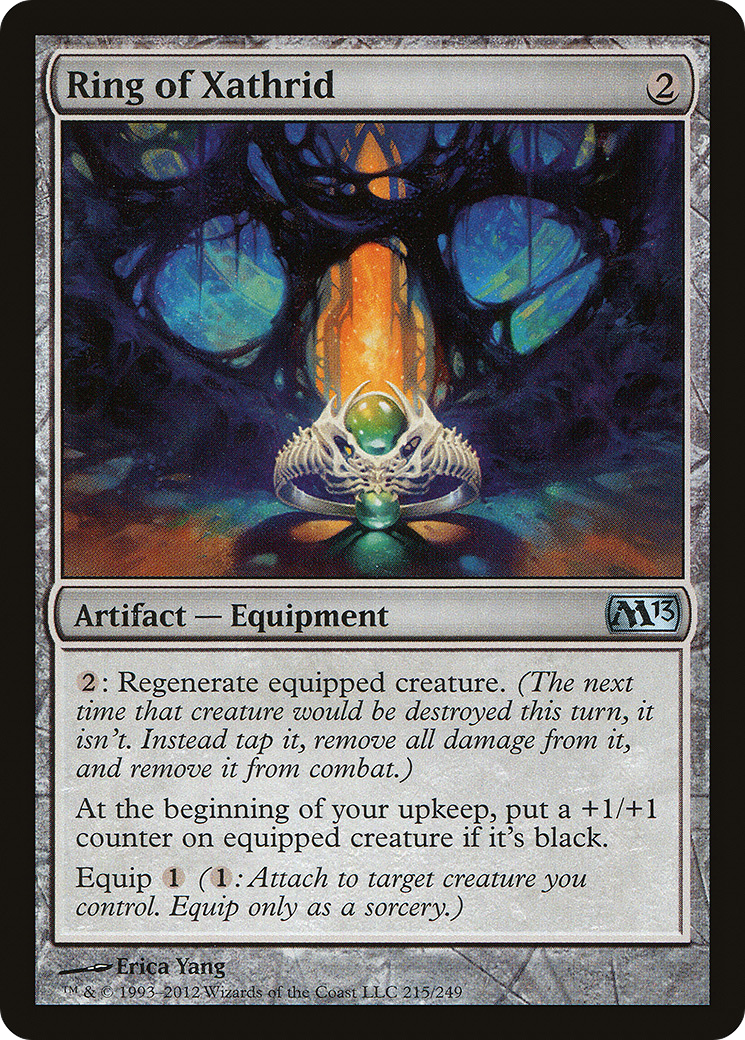 Ring of Xathrid 2
Artifact — Equipment M13
2: Regenerate equipped creature. (The next
time that creature would be destroyed this turn, it
isn't. Instead tap it, remove all damage from it,
and remove it from combat.)
At the beginning of your upkeep, put a +1/+1
counter on equipped creature if it's black.
Equip 1 (1: Attach to target creature you
control. Equip only as a sorcery.)
Erica Yang
™ & © 1993–2012 Wizards of the Coast LLC 215/249